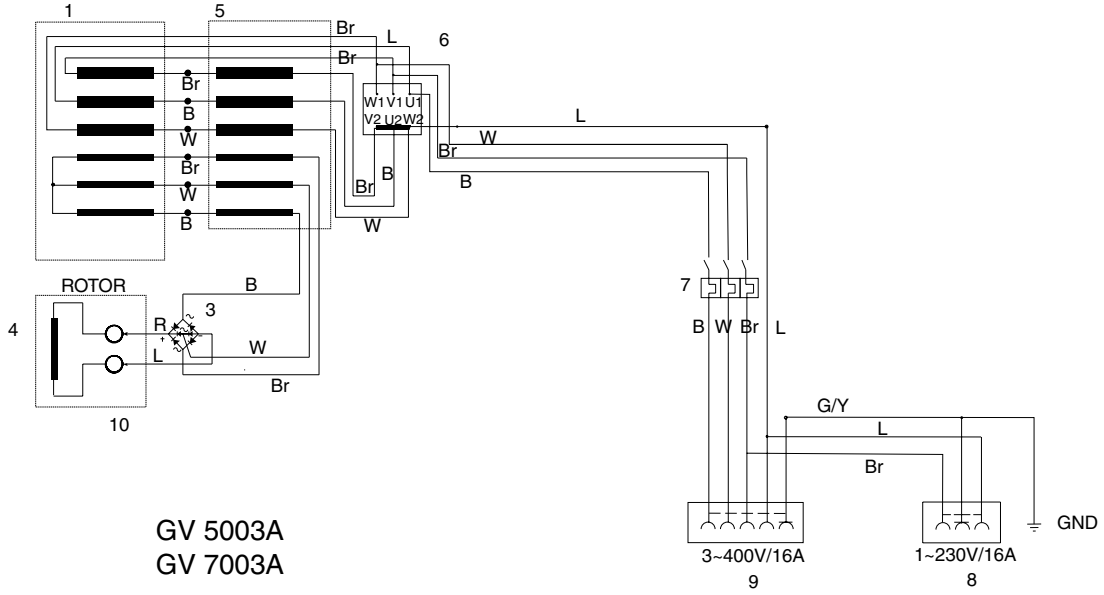 1
5
6
Br
L
Br
W1 V1 U1
V2 U2 W2
L
W
Br
B
Br
B
W
Br
W
B
Br
B
W
B
ROTOR
4
3
R
+
-
L
W
Br
10
7
B W Br L
G/Y
L
Br
GND
3~400V/16A
9
1~230V/16A
8
GV 5003A
GV 7003A